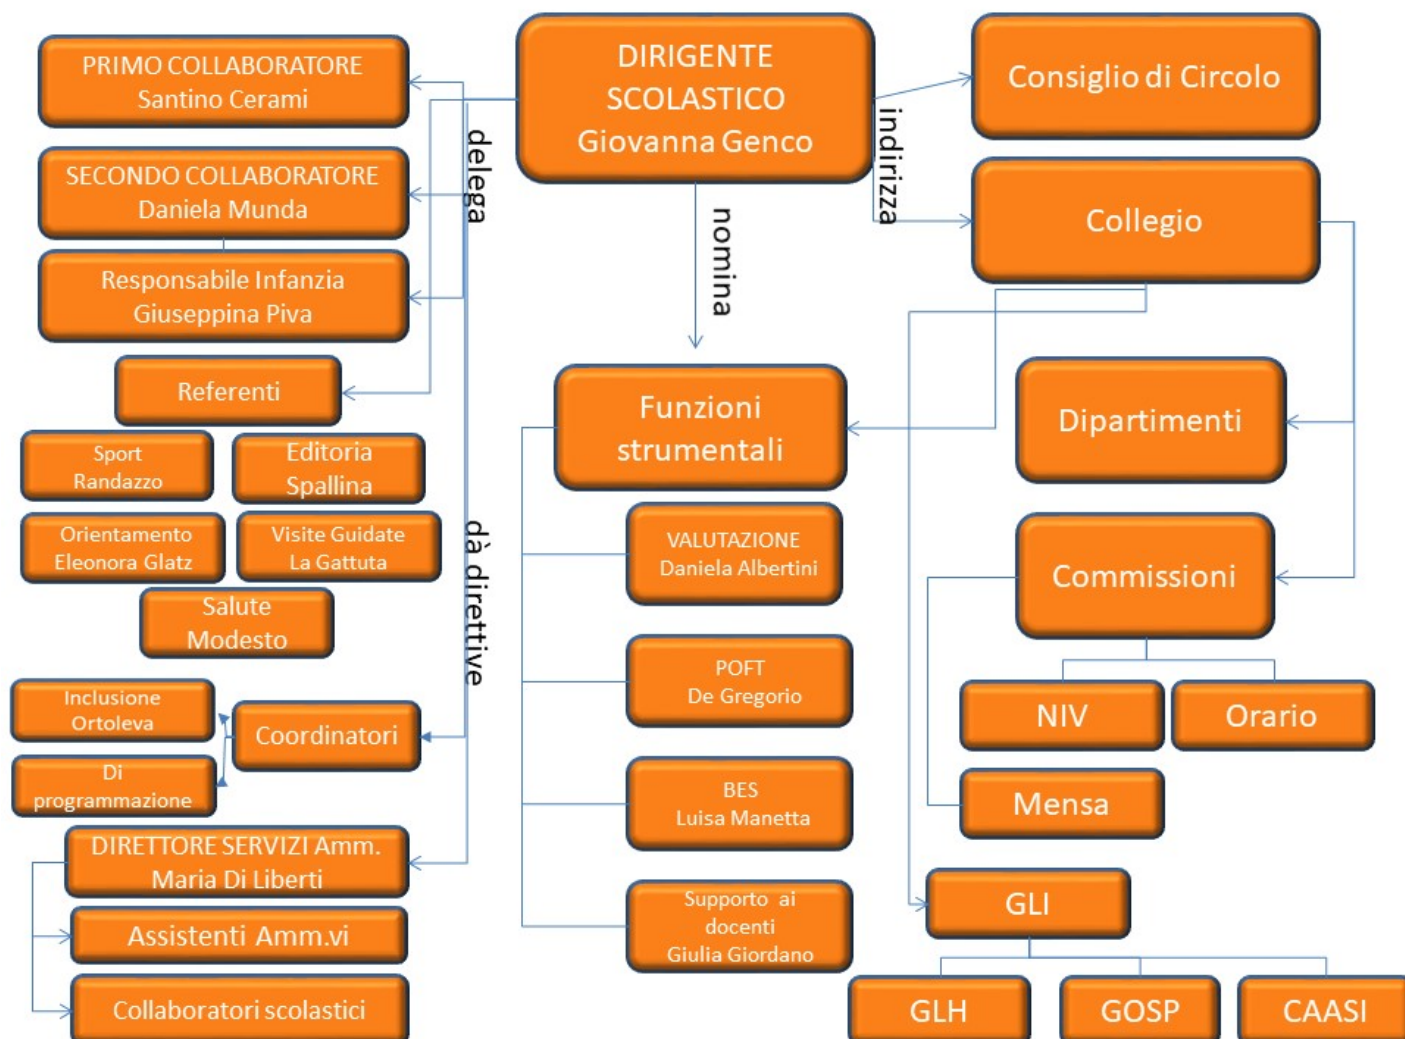 DIRIGENTE
SCOLASTICO
Giovanna Genco
PRIMO COLLABORATORE
Santino Cerami
SECONDO COLLABORATORE
Daniela Munda
Responsabile Infanzia
Giuseppina Piva
delega
Referenti
Sport
Randazzo
Editoria
Spallina
Orientamento
Eleonora Glatz
Visite Guidate
La Gattuta
Salute
Modesto
dà direttive
Inclusione
Ortoleva
Coordinatori
Di
programmazione
DIRETTORE SERVIZI Amm.
Maria Di Liberti
Assistenti Amm.vi
Collaboratori scolastici
nomina
Funzioni
strumentali
VALUTAZIONE
Daniela Albertini
POFT
De Gregorio
BES
Luisa Manetta
Supporto ai
docenti
Giulia Giordano
indirizza
Consiglio di Circolo
Collegio
Dipartimenti
Commissioni
NIV
Orario
Mensa
GLI
GLH
GOSP
CAASI